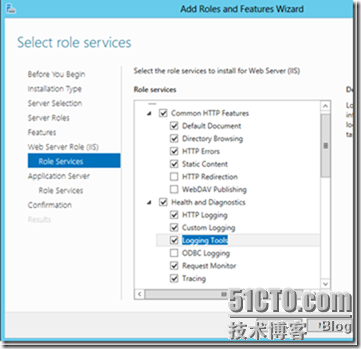 Add Roles and Features Wizard
Select role services
Before You Begin
Installation Type
Server Selection
Server Roles
Features
Web Server Role (IIS)
Role Services
Application Server
Role Services
Confirmation
Results
Select the role services to install for Web Server (IIS)
Role services
Common HTTP Features
Default Document
Directory Browsing
HTTP Errors
Static Content
HTTP Redirection
WebDAV Publishing
Health and Diagnostics
HTTP Logging
Custom Logging
Logging Tools
ODBC Logging
Request Monitor
Tracing
51CTO.com
技术博客 Blog